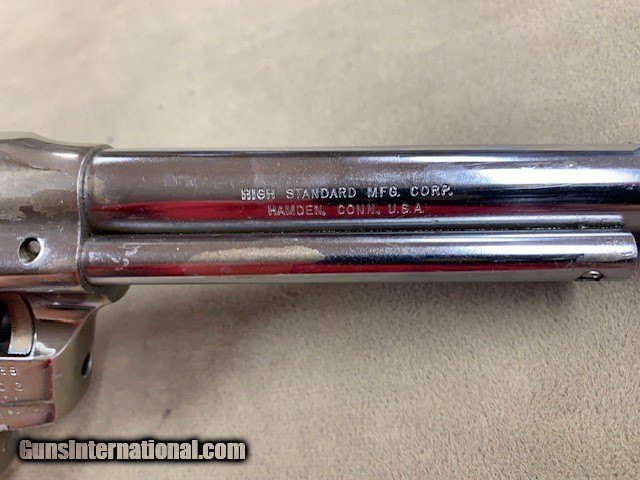 HIGH STANDARD MFG. CORP.
HAMDEN, CONN. U.S.A.
GunsInternational.com